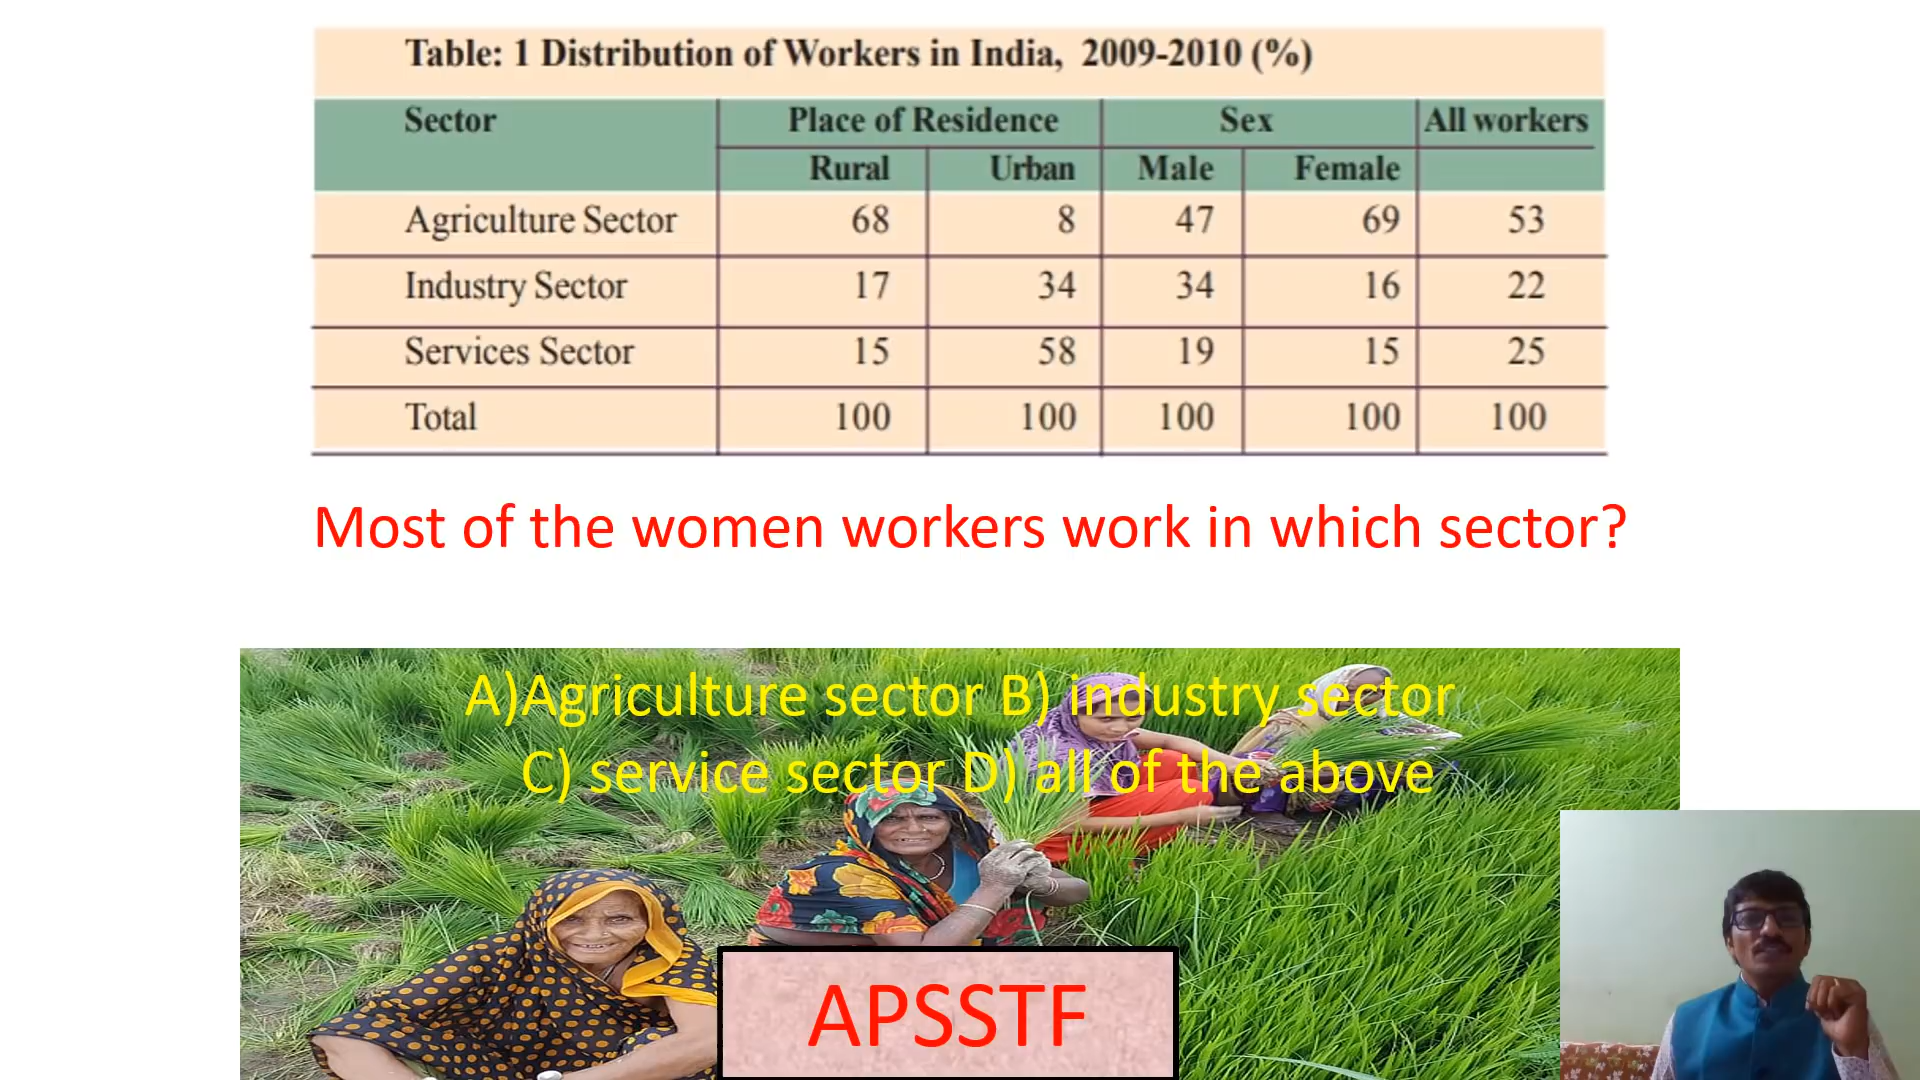 Table: 1 Distribution of Workers in India, 2009-2010 (%)
Sector Place of Residence Sex All workers
Rural Urban Male Female
Agriculture Sector 68 8 47 69 53
Industry Sector 17 34 34 16 22
Services Sector 15 58 19 15 25
Total 100 100 100 100 100
Most of the women workers work in which sector?
A)Agriculture sector B) industry sector
C) service sector D) all of the above
APSSTF